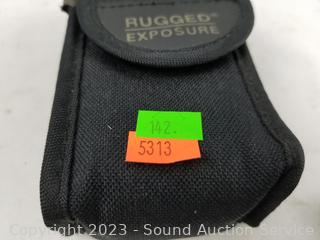 RUGGED®
EXPOSURE
142.
5313
Copyright 2023 - Sound Auction Service